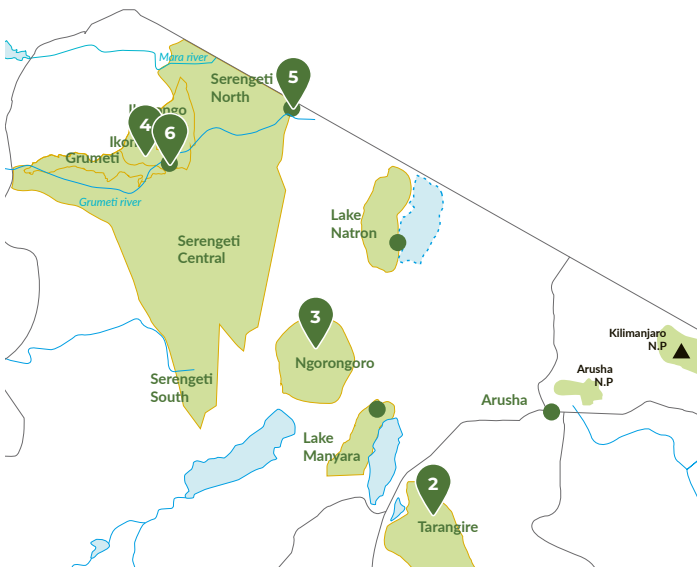 Mara river
Serengeti
North
5
4
6
Grumeti
Grumeti river
Serengeti
Central
Lake
Natron
3
Ngorongoro
Kilimanjaro
N.P
Arusha
N.P
Serengeti
South
Arusha
Lake
Manyara
2
Tarangire